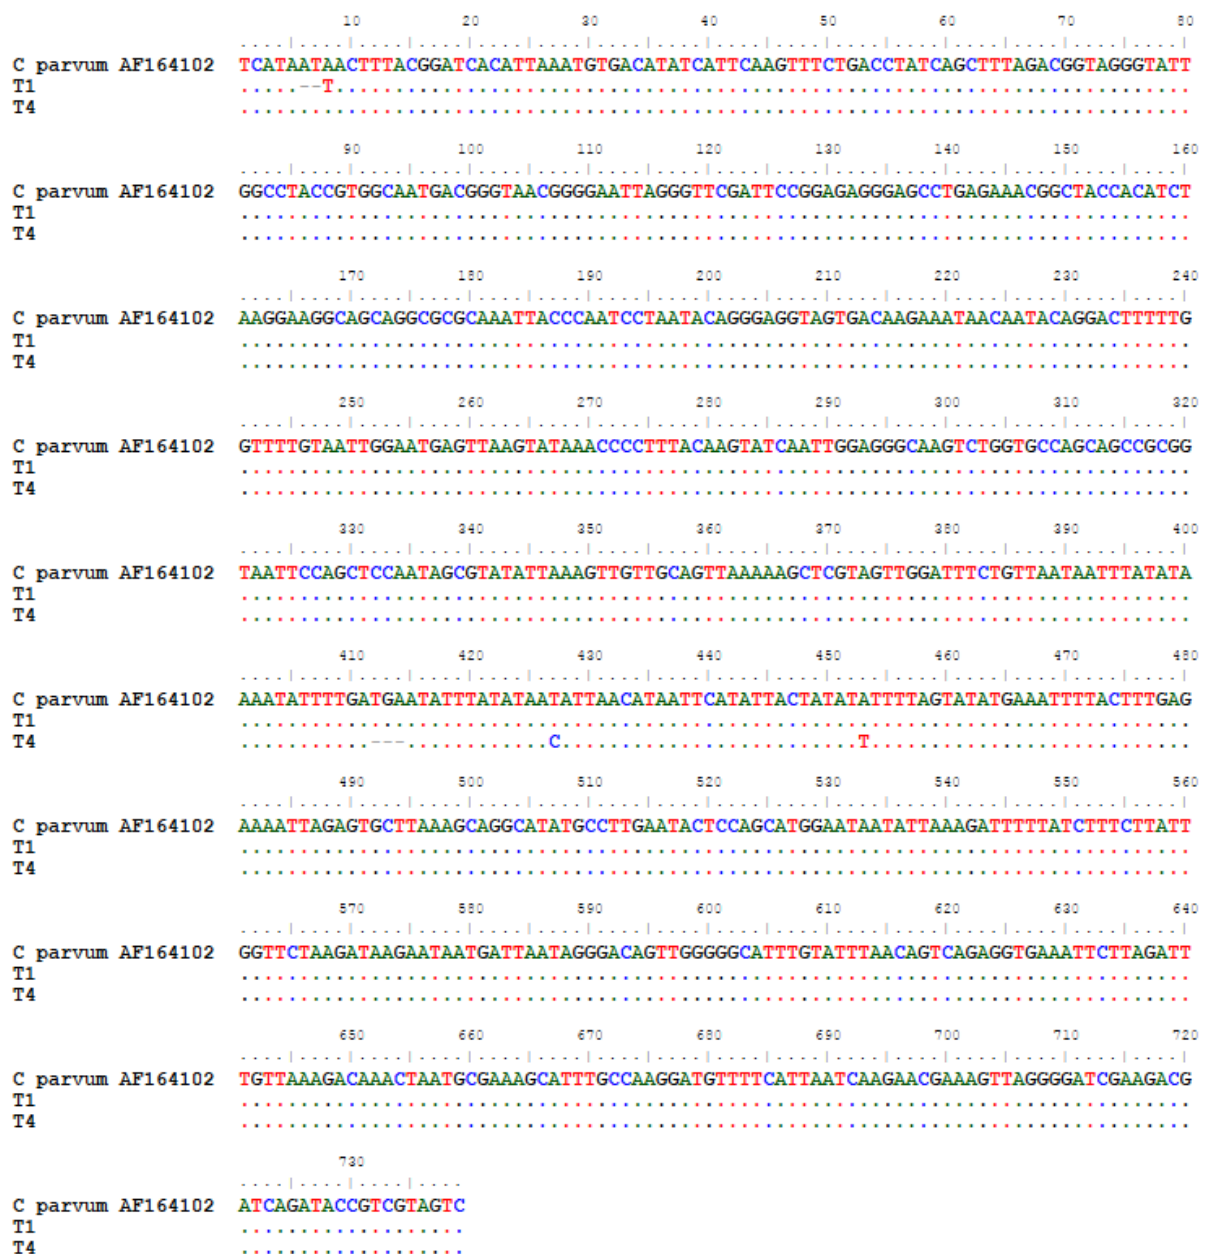 10 20 30 40 50 60 70 80
....|....|....|....|....|....|....|....|....|....|....|....|....|....|....|....|
C parvum AF164102 TCATAATAACTTTACGGATCACATTAAATGTGACATATCATTCAAGTTTCTGACCTATCAGCTTTAGACGGTAGGGTATT
T1 .....--T........................................................................
T4 ................................................................................
90 100 110 120 130 140 150 160
....|....|....|....|....|....|....|....|....|....|....|....|....|....|....|....|
C parvum AF164102 GGCCTACCGTGGCAATGACGGGTAACGGGGAATTAGGGTTCGATTCCGGAGAGGGAGCCTGAGAAACGGCTACCACATCT
T1 ................................................................................
T4 ................................................................................
170 180 190 200 210 220 230 240
....|....|....|....|....|....|....|....|....|....|....|....|....|....|....|....|
C parvum AF164102 AAGGAAGGCAGCAGGCGCGCAAATTACCCAATCCTAATACAGGGAGGTAGTGACAAGAAATAACAATACAGGACTTTTTG
T1 ................................................................................
T4 ................................................................................
250 260 270 280 290 300 310 320
....|....|....|....|....|....|....|....|....|....|....|....|....|....|....|....|
C parvum AF164102 GTTTTGTAATTGGAATGAGTTAAGTATAAACCCCTTTACAAGTATCAATTGGAGGGCAAGTCTGGTGCCAGCAGCCGCGG
T1 ................................................................................
T4 ................................................................................
330 340 350 360 370 380 390 400
....|....|....|....|....|....|....|....|....|....|....|....|....|....|....|....|
C parvum AF164102 TAATTCCAGCTCCAATAGCGTATATTAAAGTTGTTGCAGTTAAAAAGCTCGTAGTTGGATTTCTGTTAATAATTTATATA
T1 ................................................................................
T4 ................................................................................
410 420 430 440 450 460 470 480
....|....|....|....|....|....|....|....|....|....|....|....|....|....|....|....|
C parvum AF164102 AAATATTTTGATGAATATTTATATAATATTAACATAATTCATATTACTATATATTTTAGTATATGAAATTTTACTTTGAG
T1 ................................................................................
T4 ...........---............C.........................T...........................
490 500 510 520 530 540 550 560
....|....|....|....|....|....|....|....|....|....|....|....|....|....|....|....|
C parvum AF164102 AAAATTAGAGTGCTTAAAGCAGGCATATGCCTTGAATACTCCAGCATGGAATAATATTAAAGATTTTTATCTTTCTTATT
T1 ................................................................................
T4 ................................................................................
570 580 590 600 610 620 630 640
....|....|....|....|....|....|....|....|....|....|....|....|....|....|....|....|
C parvum AF164102 GGTTCTAAGATAAGAATAATGATTAATAGGGACAGTTGGGGGCATTTGTATTTAACAGTCAGAGGTGAAATTCTTAGATT
T1 ................................................................................
T4 ................................................................................
650 660 670 680 690 700 710 720
....|....|....|....|....|....|....|....|....|....|....|....|....|....|....|....|
C parvum AF164102 TGTTAAAGACAAACTAATGCGAAAGCATTTGCCAAGGATGTTTTCATTAATCAAGAACGAAAGTTAGGGGATCGAAGACG
T1 ................................................................................
T4 ................................................................................
730
....|....|....|....
C parvum AF164102 ATCAGATACCGTCGTAGTC
T1 ...................
T4 ...................